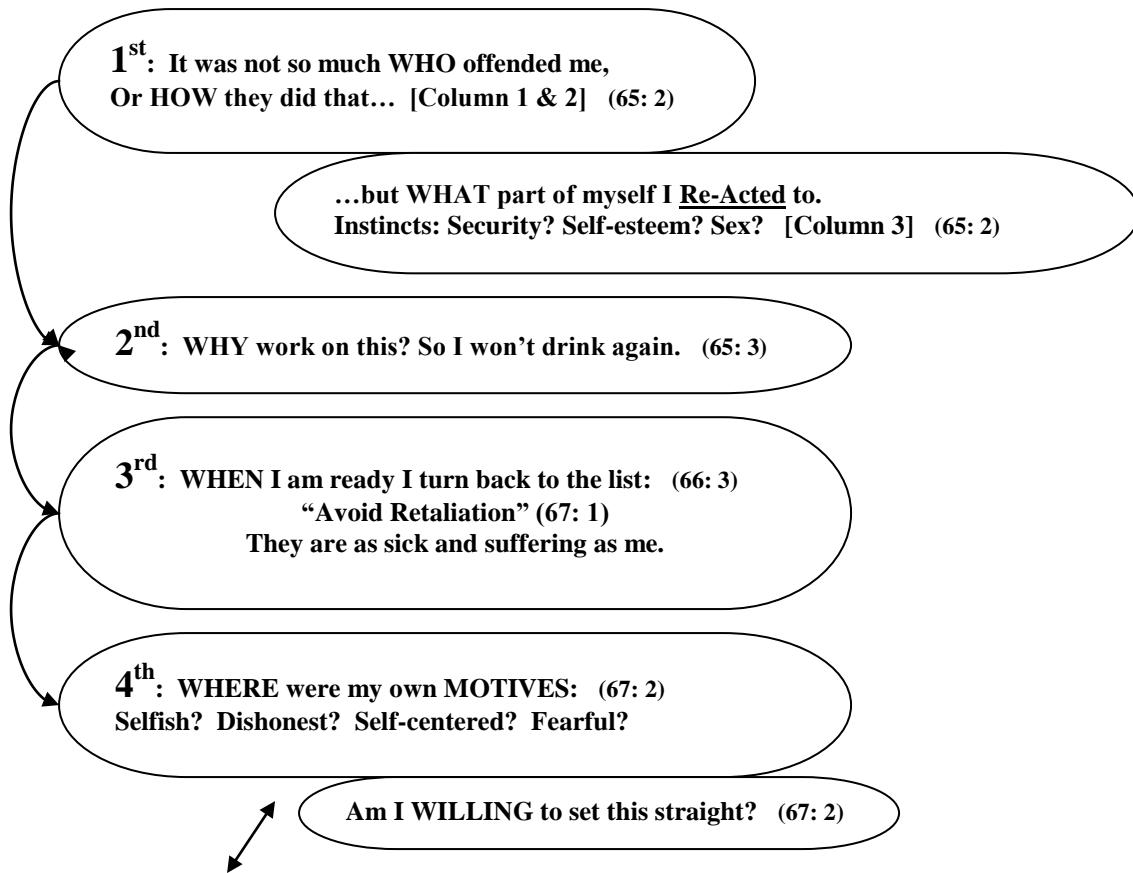 1st: It was not so much WHO offended me,
Or HOW they did that… [Column 1 & 2] (65: 2)
…but WHAT part of myself I Re-Acted to.
Instincts: Security? Self-esteem? Sex? [Column 3] (65: 2)
2nd: WHY work on this? So I won’t drink again. (65: 3)
3rd: WHEN I am ready I turn back to the list: (66: 3)
“Avoid Retaliation” (67: 1)
They are as sick and suffering as me.
4th: WHERE were my own MOTIVES: (67: 2)
Selfish? Dishonest? Self-centered? Fearful?
Am I WILLING to set this straight? (67: 2)